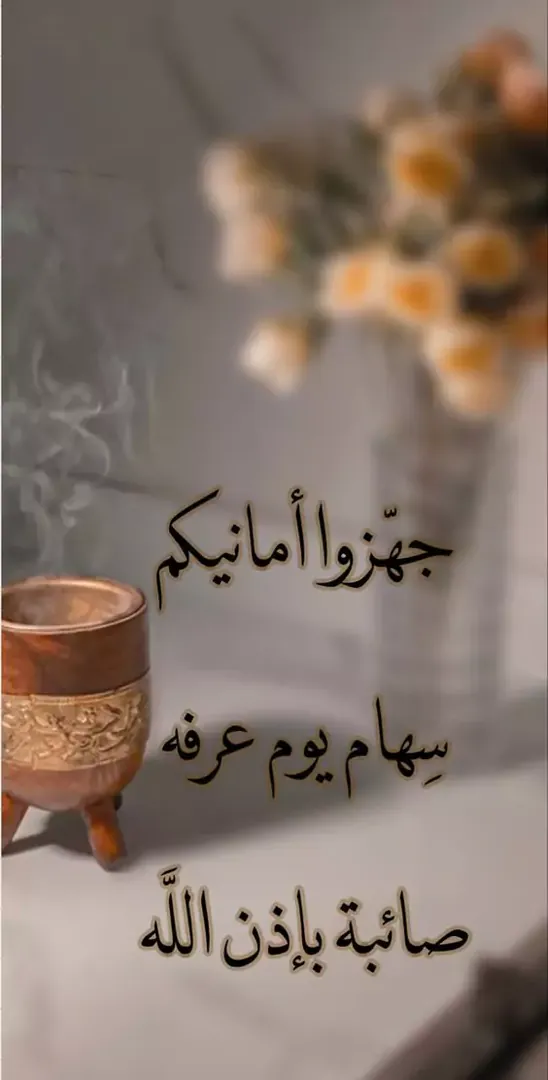 جهّزوا أمانيكم
سِهام يوم عرفه
صائبة بإذن اللَّه